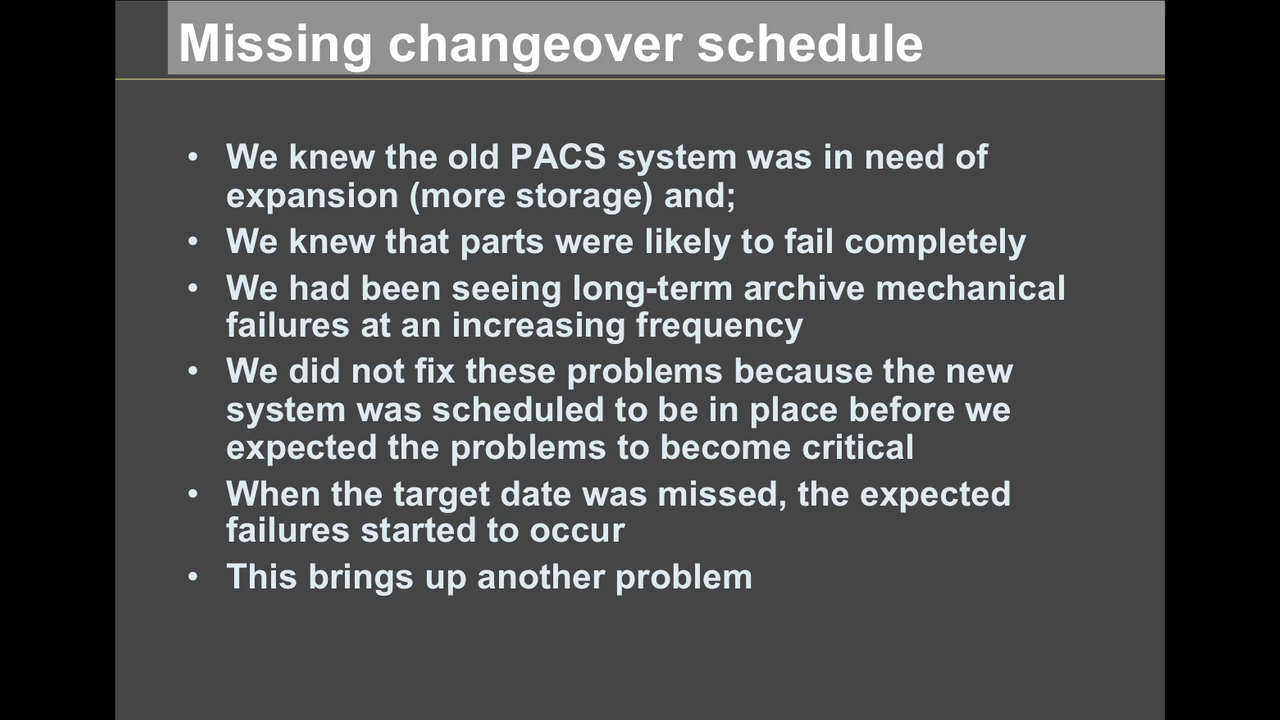 Missing changeover schedule
• We knew the old PACS system was in need of
expansion (more storage) and;
• We knew that parts were likely to fail completely
• We had been seeing long-term archive mechanical
failures at an increasing frequency
• We did not fix these problems because the new
system was scheduled to be in place before we
expected the problems to become critical
• When the target date was missed, the expected
failures started to occur
• This brings up another problem